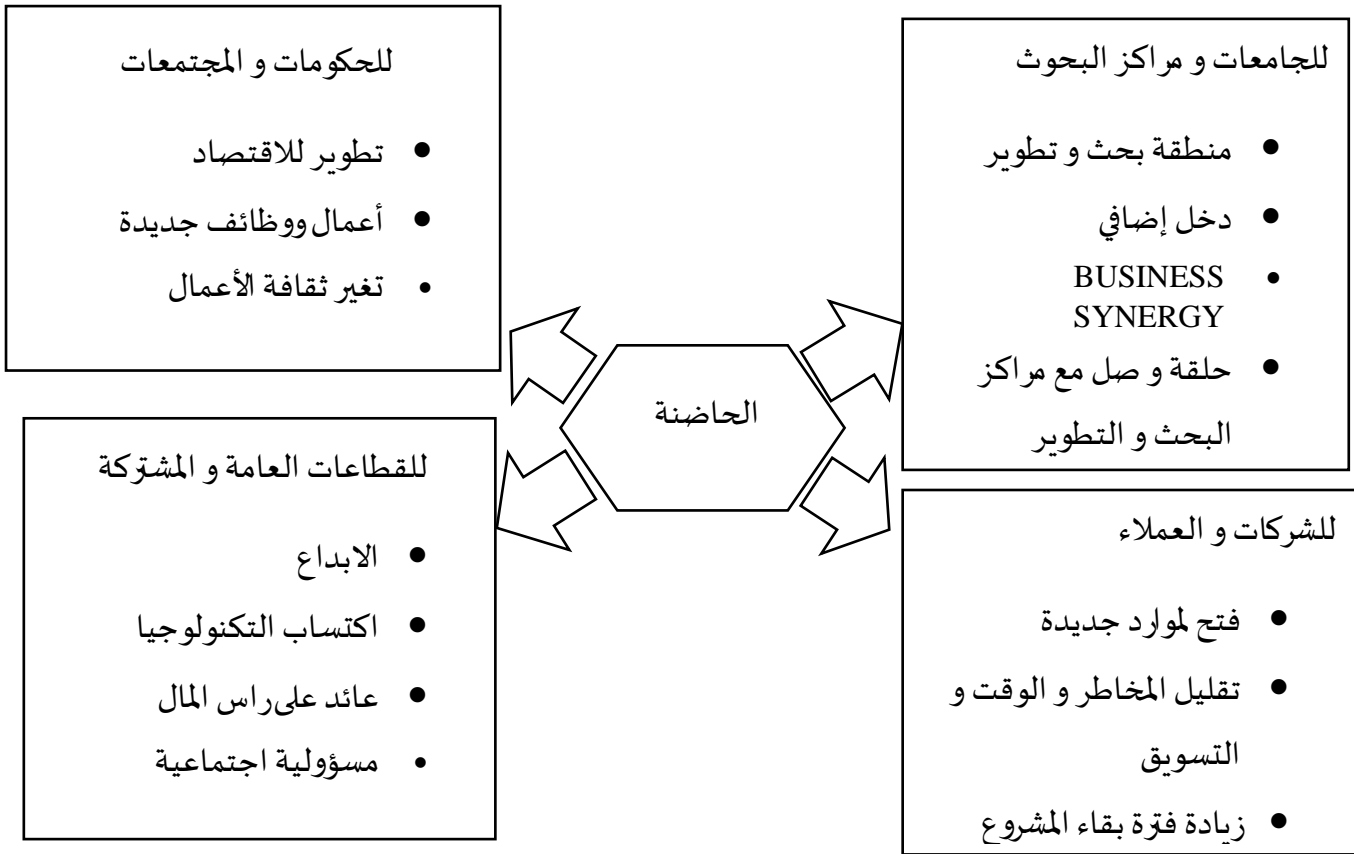 للجامعات و مراكز البحوث
● منطقة بحث و تطوير
● دخل إضافي
● BUSINESS
SYNERGY
● حلقة و صل مع مراكز
البحث و التطوير
للحكومات و المجتمعات
● تطوير للاقتصاد
● أعمال ووظائف جديدة
● تغير ثقافة الأعمال
الحاضنة
للشركات و العملاء
● فتح لموارد جديدة
● تقليل المخاطر و الوقت و
التسويق
● زيادة فترة بقاء المشروع
للقطاعات العامة و المشتركة
● الابداع
● اكتساب التكنولوجيا
● عائد على راس المال
● مسؤولية اجتماعية